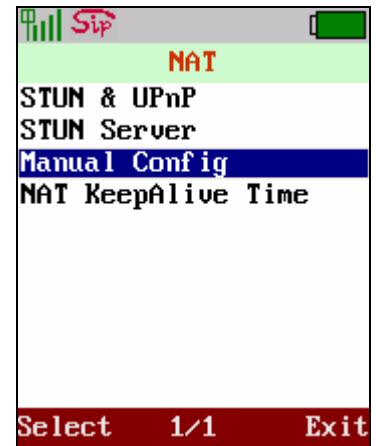 Sip
NAT
STUN & UPnP
STUN Server
Manual Config
NAT KeepAlive Time
Select 1/1 Exit